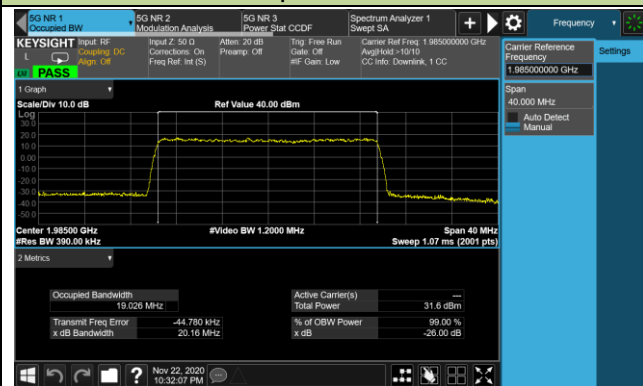 5G NR 1
Occupied BW
5G NR 2
Modulation Analysis
5G NR 3
Power Stat CCDF
Spectrum Analyzer 1
Swept SA
Frequency
KEYSIGHT
L
Input: RF
Coupling: DC
Align: Off
Input Z: 50 Ω
Corrections: On
Freq Ref: Int (S)
Atten: 20 dB
Preamp: Off
Trig: Free Run
Gate: Off
#IF Gain: Low
Carrier Ref Freq: 1.985000000 GHz
Avg|Hold:>10/10
CC Info: Downlink, 1 CC
PASS
Carrier Reference
Frequency
1.985000000 GHz
Settings
Span
40.000 MHz
Auto Detect
Manual
1 Graph
Scale/Div 10.0 dB
Ref Value 40.00 dBm
Log
30.0
20.0
10.0
0.00
-10.0
-20.0
-30.0
-40.0
-50.0
Center 1.98500 GHz
#Video BW 1.2000 MHz
Span 40 MHz
#Res BW 390.00 kHz
Sweep 1.07 ms (2001 pts)
2 Metrics
Occupied Bandwidth
19.026 MHz
Active Carrier(s)
---
Total Power
31.6 dBm
Transmit Freq Error
-44.780 kHz
% of OBW Power
99.00 %
x dB Bandwidth
20.16 MHz
x dB
-26.00 dB
?
Nov 22, 2020
10:32:07 PM